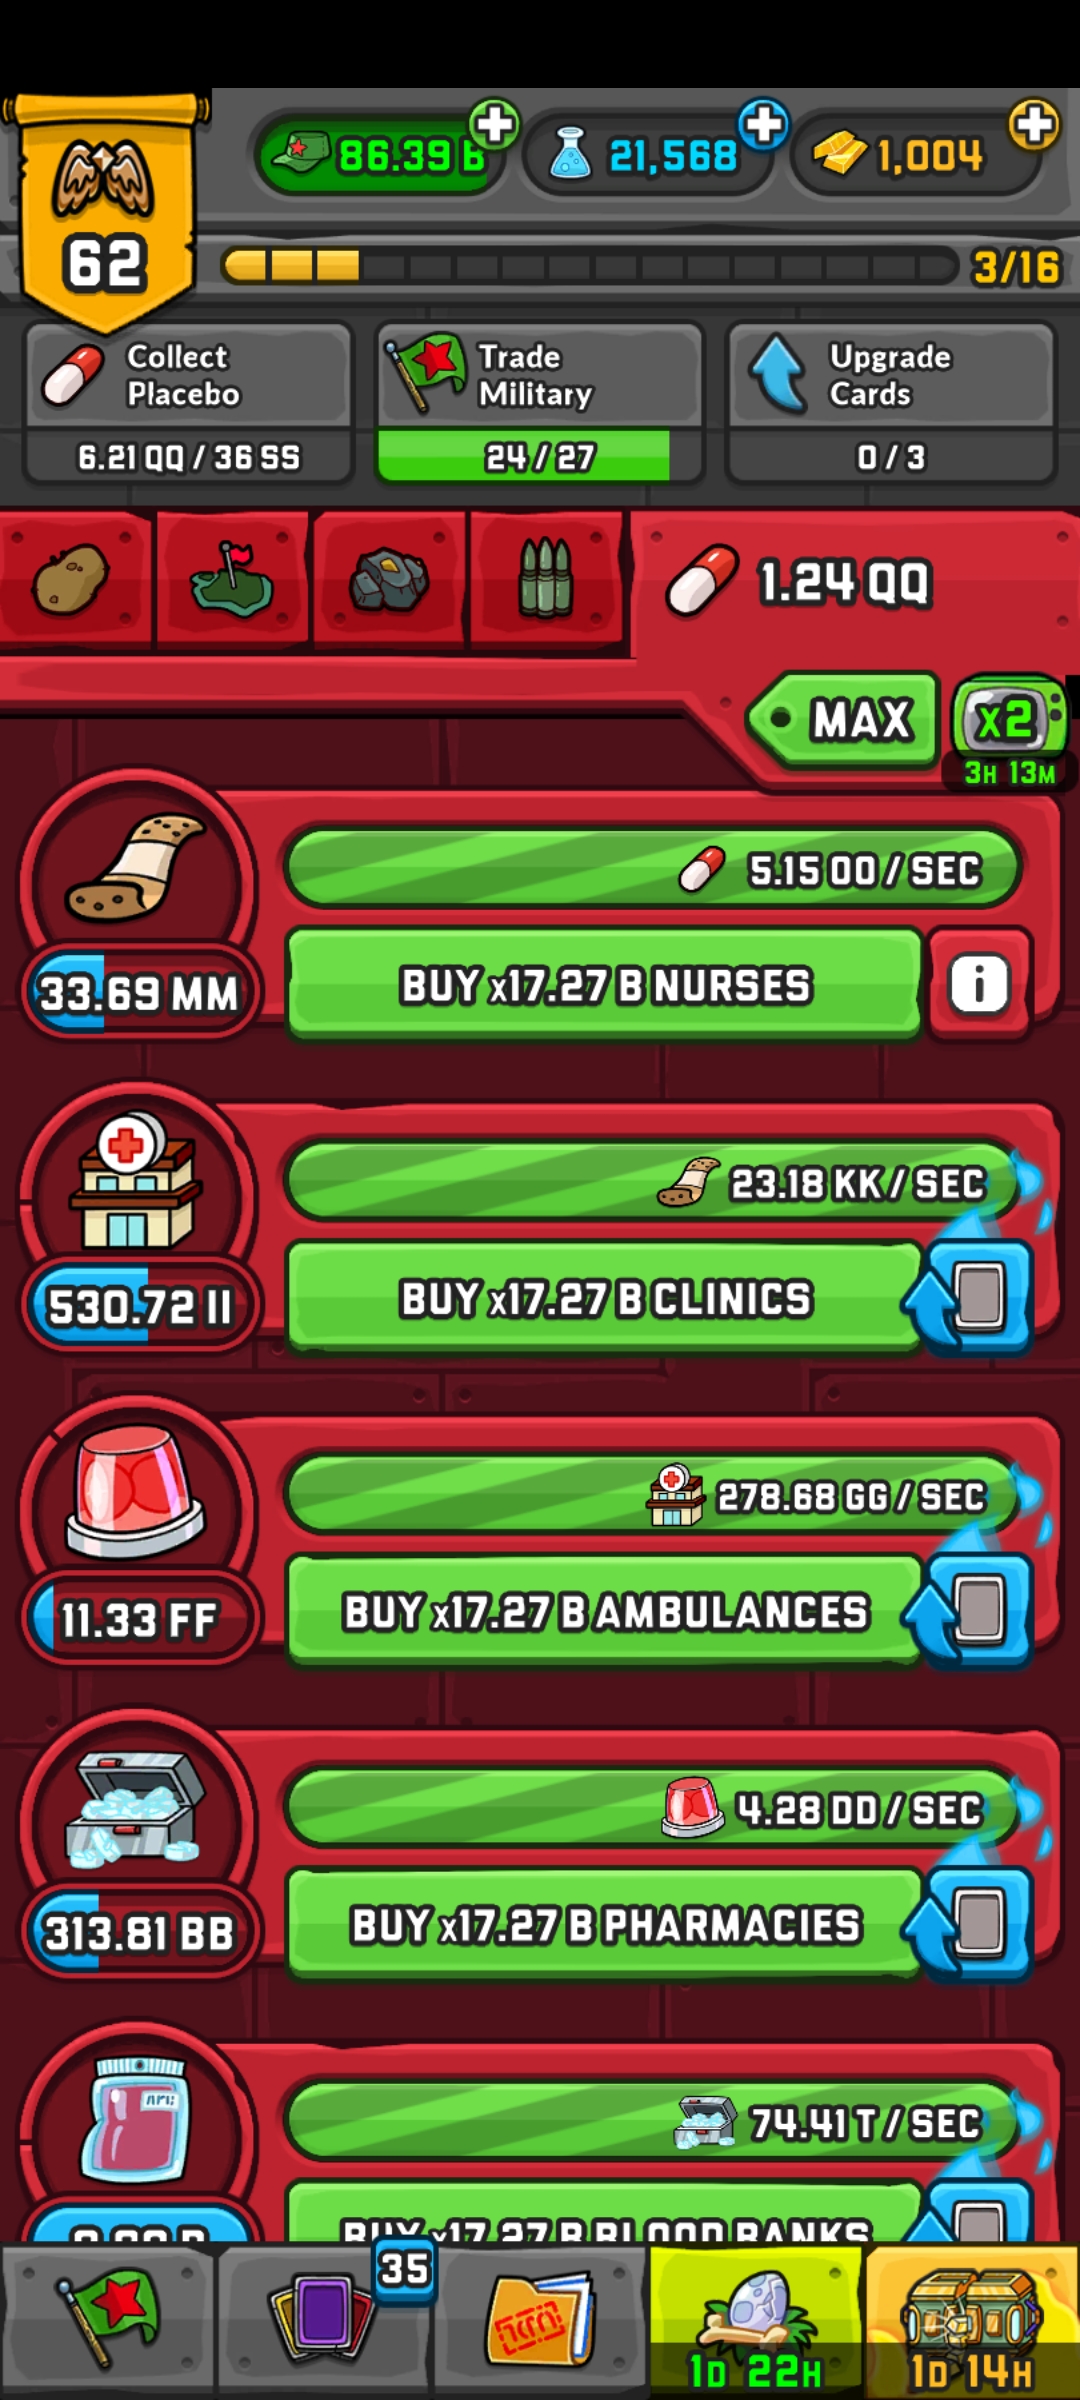 86.39 B
21,568
1,004
62
3/16
Collect
Placebo
6.21 QQ / 36 SS
Trade
Military
24 / 27
Upgrade
Cards
0 / 3
1.24 QQ
MAX
x2
3H 13M
5.15 OO / SEC
33.69 MM
BUY x17.27 B NURSES
23.18 KK / SEC
530.72 II
BUY x17.27 B CLINICS
278.68 GG / SEC
11.33 FF
BUY x17.27 B AMBULANCES
4.28 DD / SEC
313.81 BB
BUY x17.27 B PHARMACIES
74.41 T / SEC
BUY x17.27 B BLOOD BANKS
35
1D 22H
1D 14H